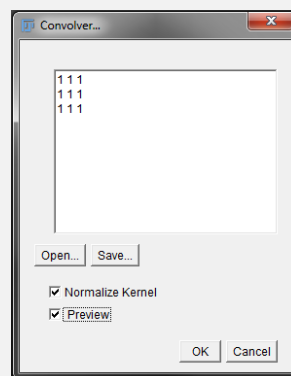 Convolver...
1 1 1
1 1 1
1 1 1
Open... Save...
Normalize Kernel
Preview
OK Cancel